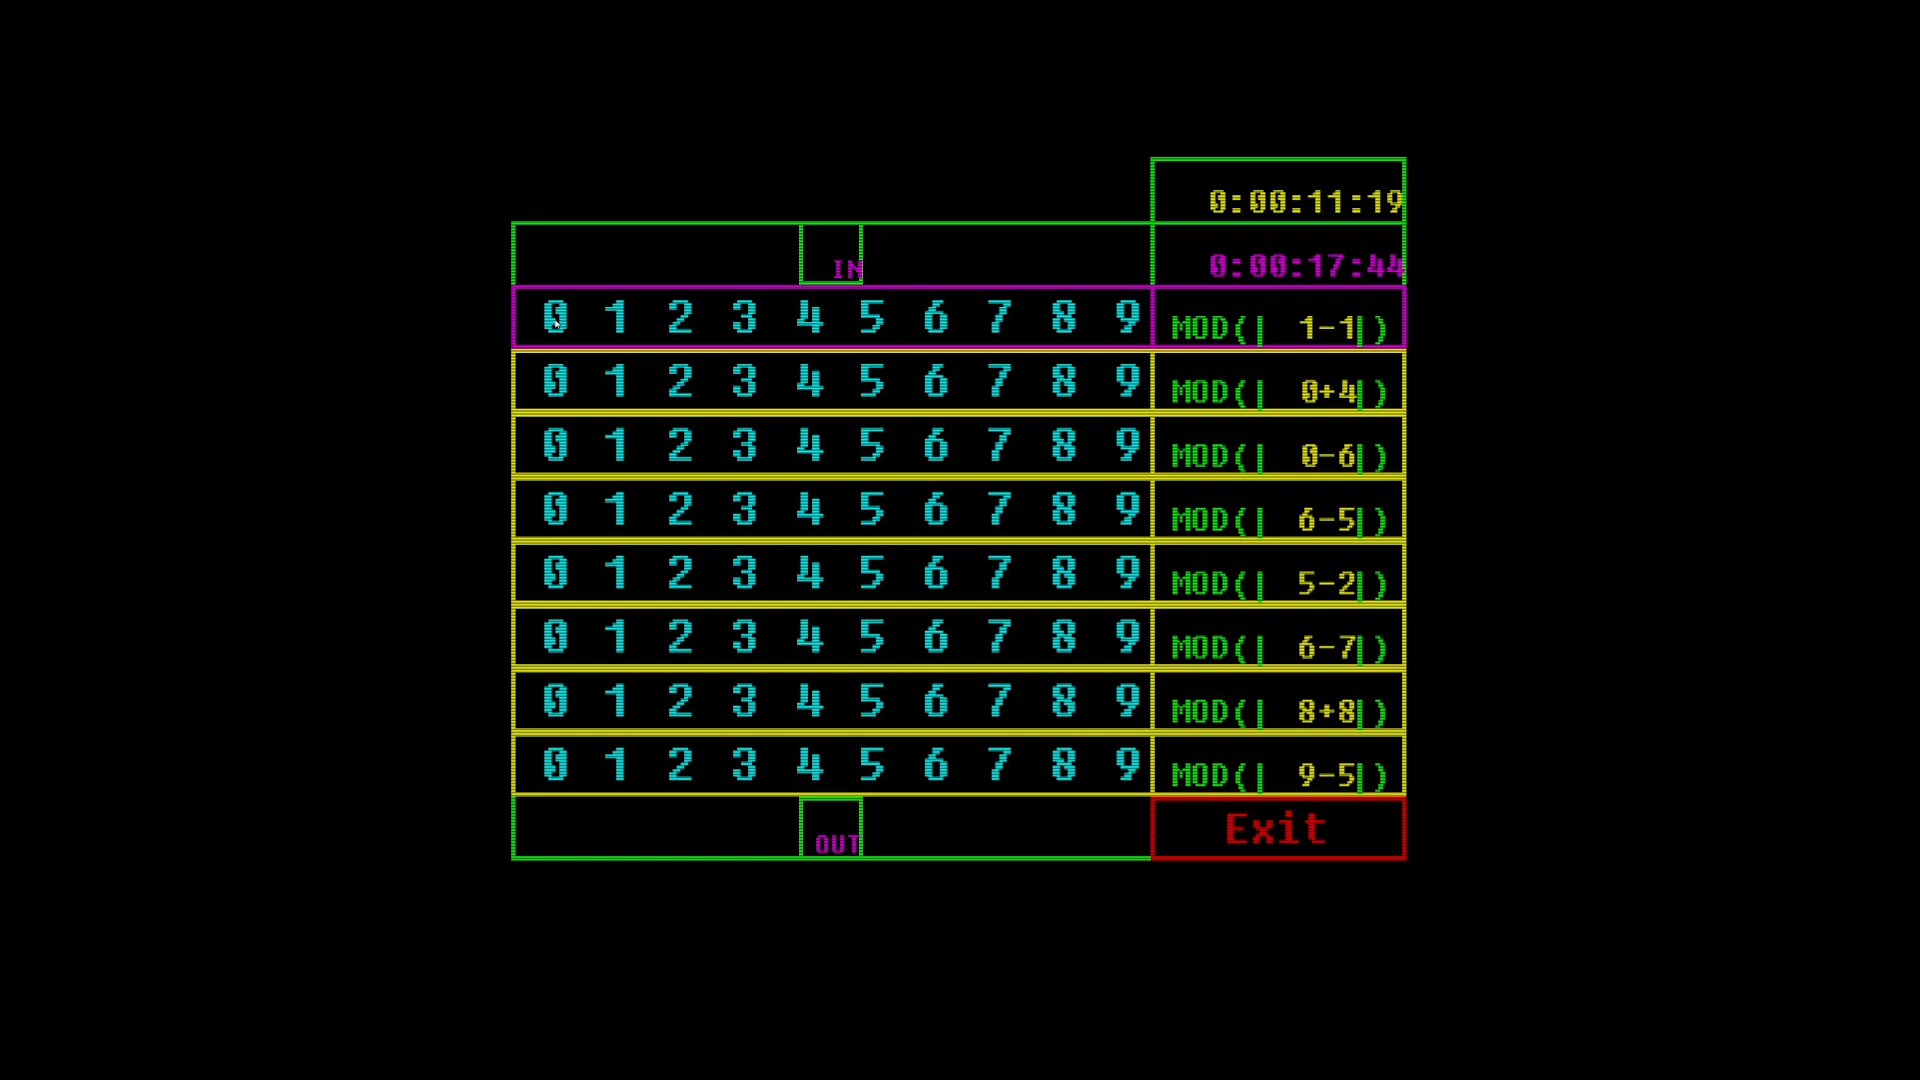 0:00:11:19
IN 0:00:17:44
0 1 2 3 4 5 6 7 8 9 MOD(| 1-1|)
0 1 2 3 4 5 6 7 8 9 MOD(| 0+4|)
0 1 2 3 4 5 6 7 8 9 MOD(| 0-6|)
0 1 2 3 4 5 6 7 8 9 MOD(| 6-5|)
0 1 2 3 4 5 6 7 8 9 MOD(| 5-2|)
0 1 2 3 4 5 6 7 8 9 MOD(| 6-7|)
0 1 2 3 4 5 6 7 8 9 MOD(| 8+8|)
0 1 2 3 4 5 6 7 8 9 MOD(| 9-5|)
OUT Exit